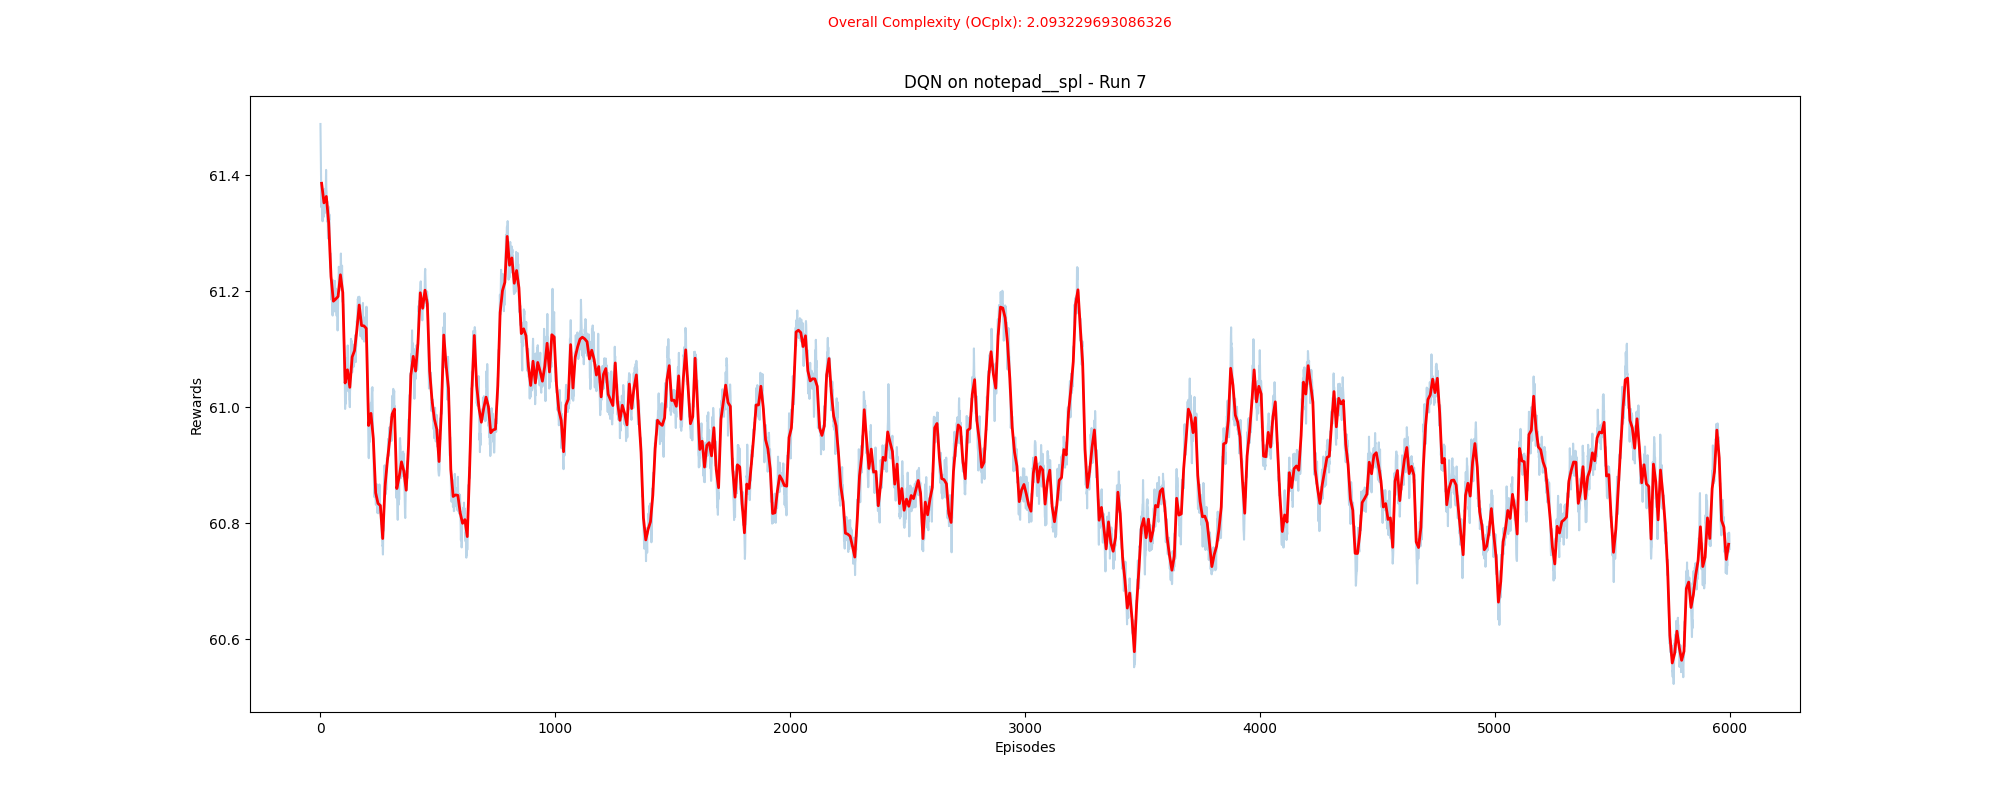 Overall Complexity (OCplx): 2.093229693086326
DQN on notepad__spl - Run 7
Rewards
61.4
61.2
61.0
60.8
60.6
0 1000 2000 3000 4000 5000 6000
Episodes